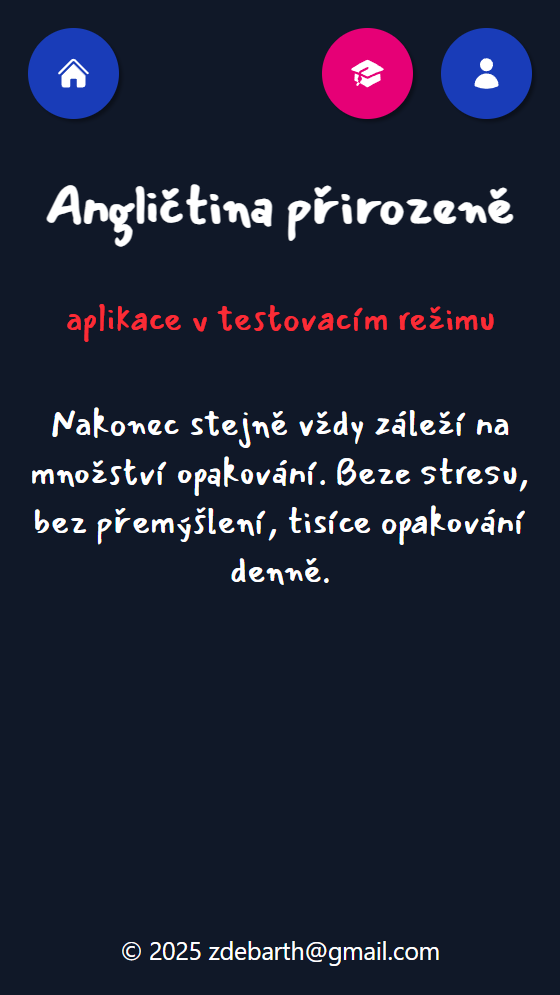 Angličtina přirozeně
aplikace v testovacím režimu
Nakonec stejně vždy záleží na
množství opakování. Beze stresu,
bez přemýšlení, tisíce opakování
denně.
© 2025 zdebarth@gmail.com